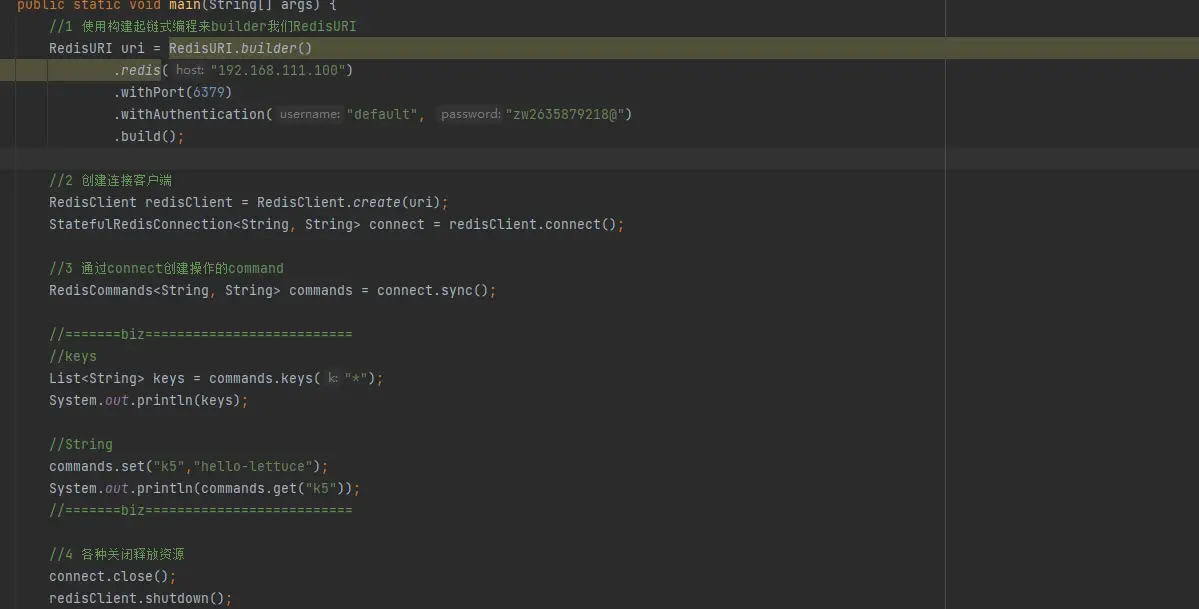 public static void main(String[] args) {
//1 使用构建起链式编程来builder我们RedisURI
RedisURI uri = RedisURI.builder()
.redis( host: "192.168.111.100")
.withPort(6379)
.withAuthentication( username: "default", password: "zw2635879218@")
.build();
//2 创建连接客户端
RedisClient redisClient = RedisClient.create(uri);
StatefulRedisConnection<String, String> connect = redisClient.connect();
//3 通过connect创建操作的command
RedisCommands<String, String> commands = connect.sync();
//=======biz==========================
//keys
List<String> keys = commands.keys( k: "*");
System.out.println(keys);
//String
commands.set("k5","hello-lettuce");
System.out.println(commands.get("k5"));
//=======biz==========================
//4 各种关闭释放资源
connect.close();
redisClient.shutdown();